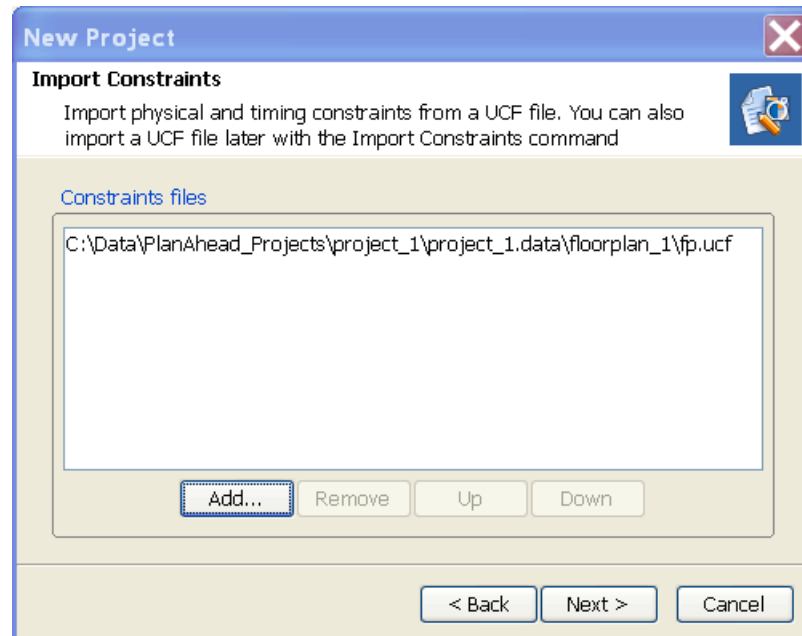 New Project
Import Constraints
Import physical and timing constraints from a UCF file. You can also
import a UCF file later with the Import Constraints command
Constraints files
C:\Data\PlanAhead_Projects\project_1\project_1.data\floorplan_1\fp.ucf
Add... Remove Up Down
< Back Next > Cancel